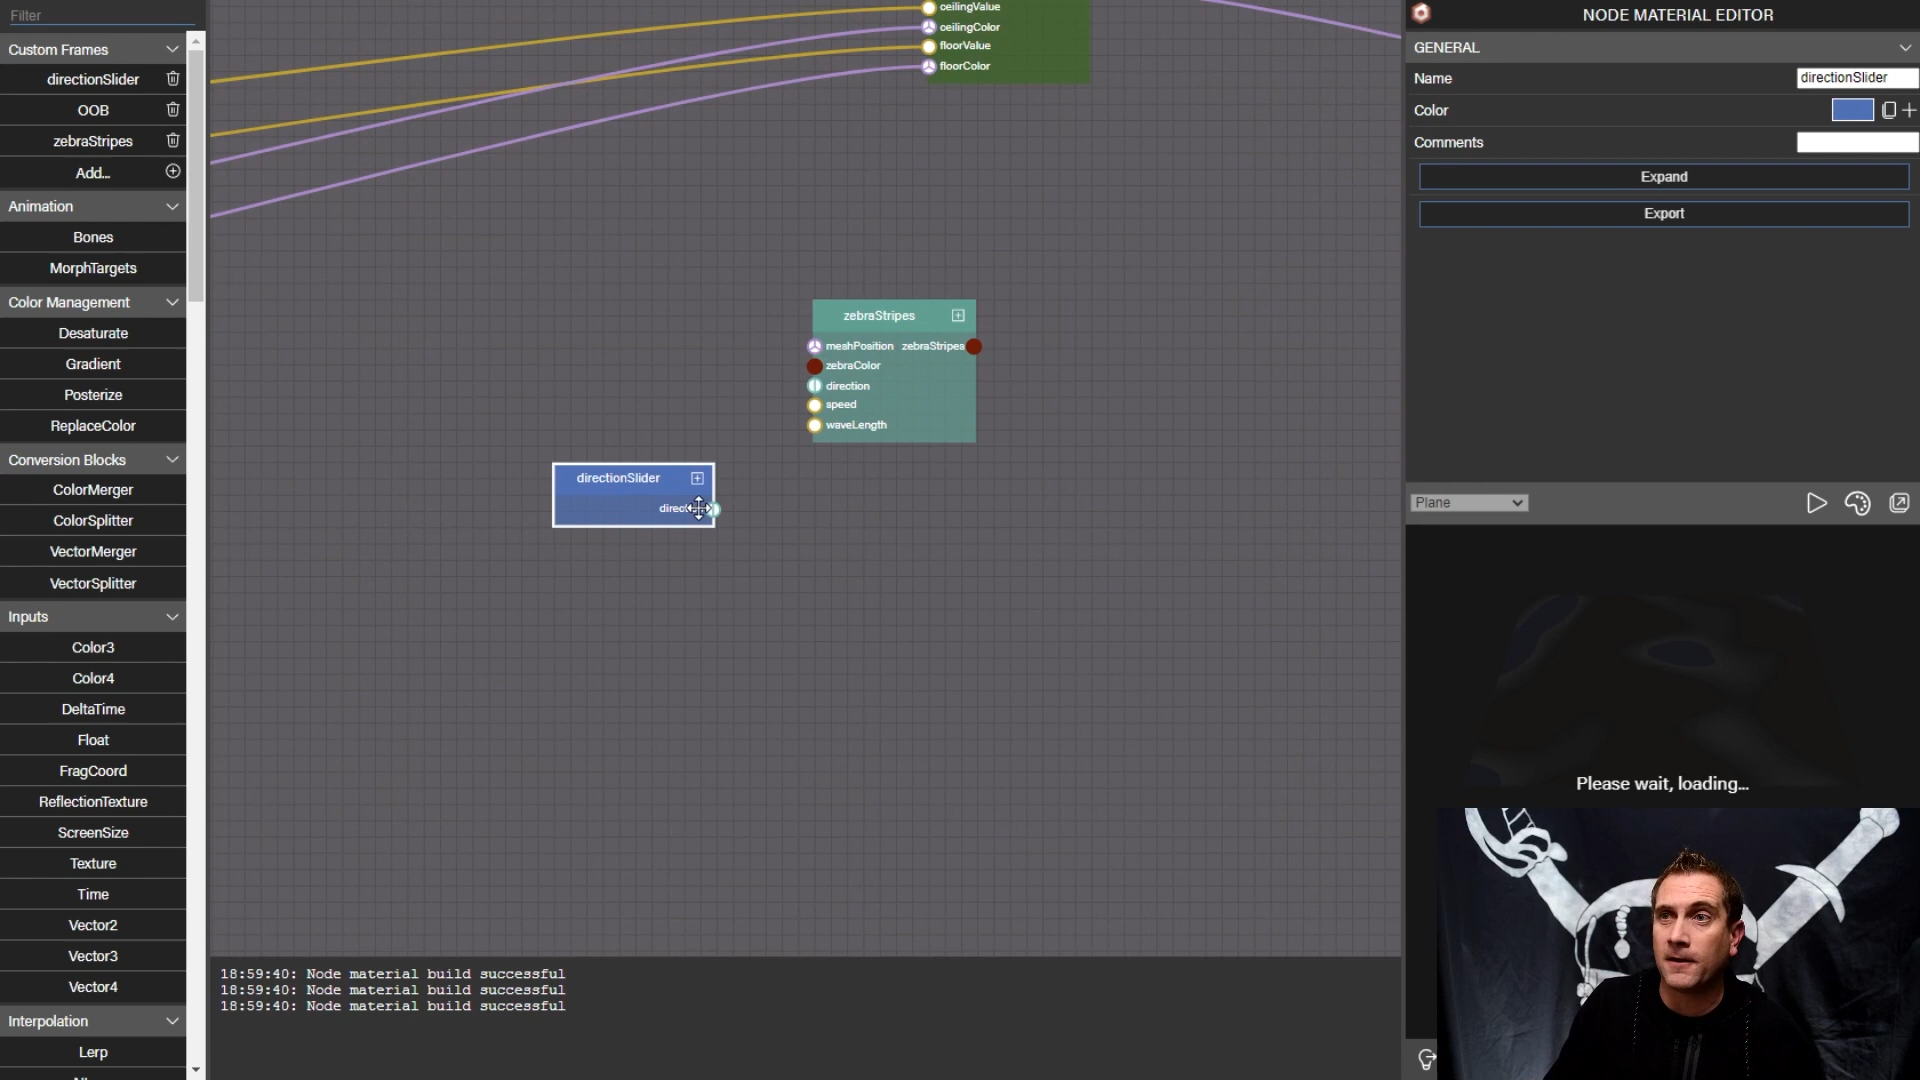 Filter
Custom Frames
directionSlider
OOB
zebraStripes
Add...
Animation
Bones
MorphTargets
Color Management
Desaturate
Gradient
Posterize
ReplaceColor
Conversion Blocks
ColorMerger
ColorSplitter
VectorMerger
VectorSplitter
Inputs
Color3
Color4
DeltaTime
Float
FragCoord
ReflectionTexture
ScreenSize
Texture
Time
Vector2
Vector3
Vector4
Interpolation
Lerp
ceilingValue
ceilingColor
floorValue
floorColor
zebraStripes
meshPosition zebraStripes
zebraColor
direction
speed
waveLength
directionSlider
18:59:40: Node material build successful
18:59:40: Node material build successful
18:59:40: Node material build successful
NODE MATERIAL EDITOR
GENERAL
Name directionSlider
Color
Comments
Expand
Export
Plane
Please wait, loading...